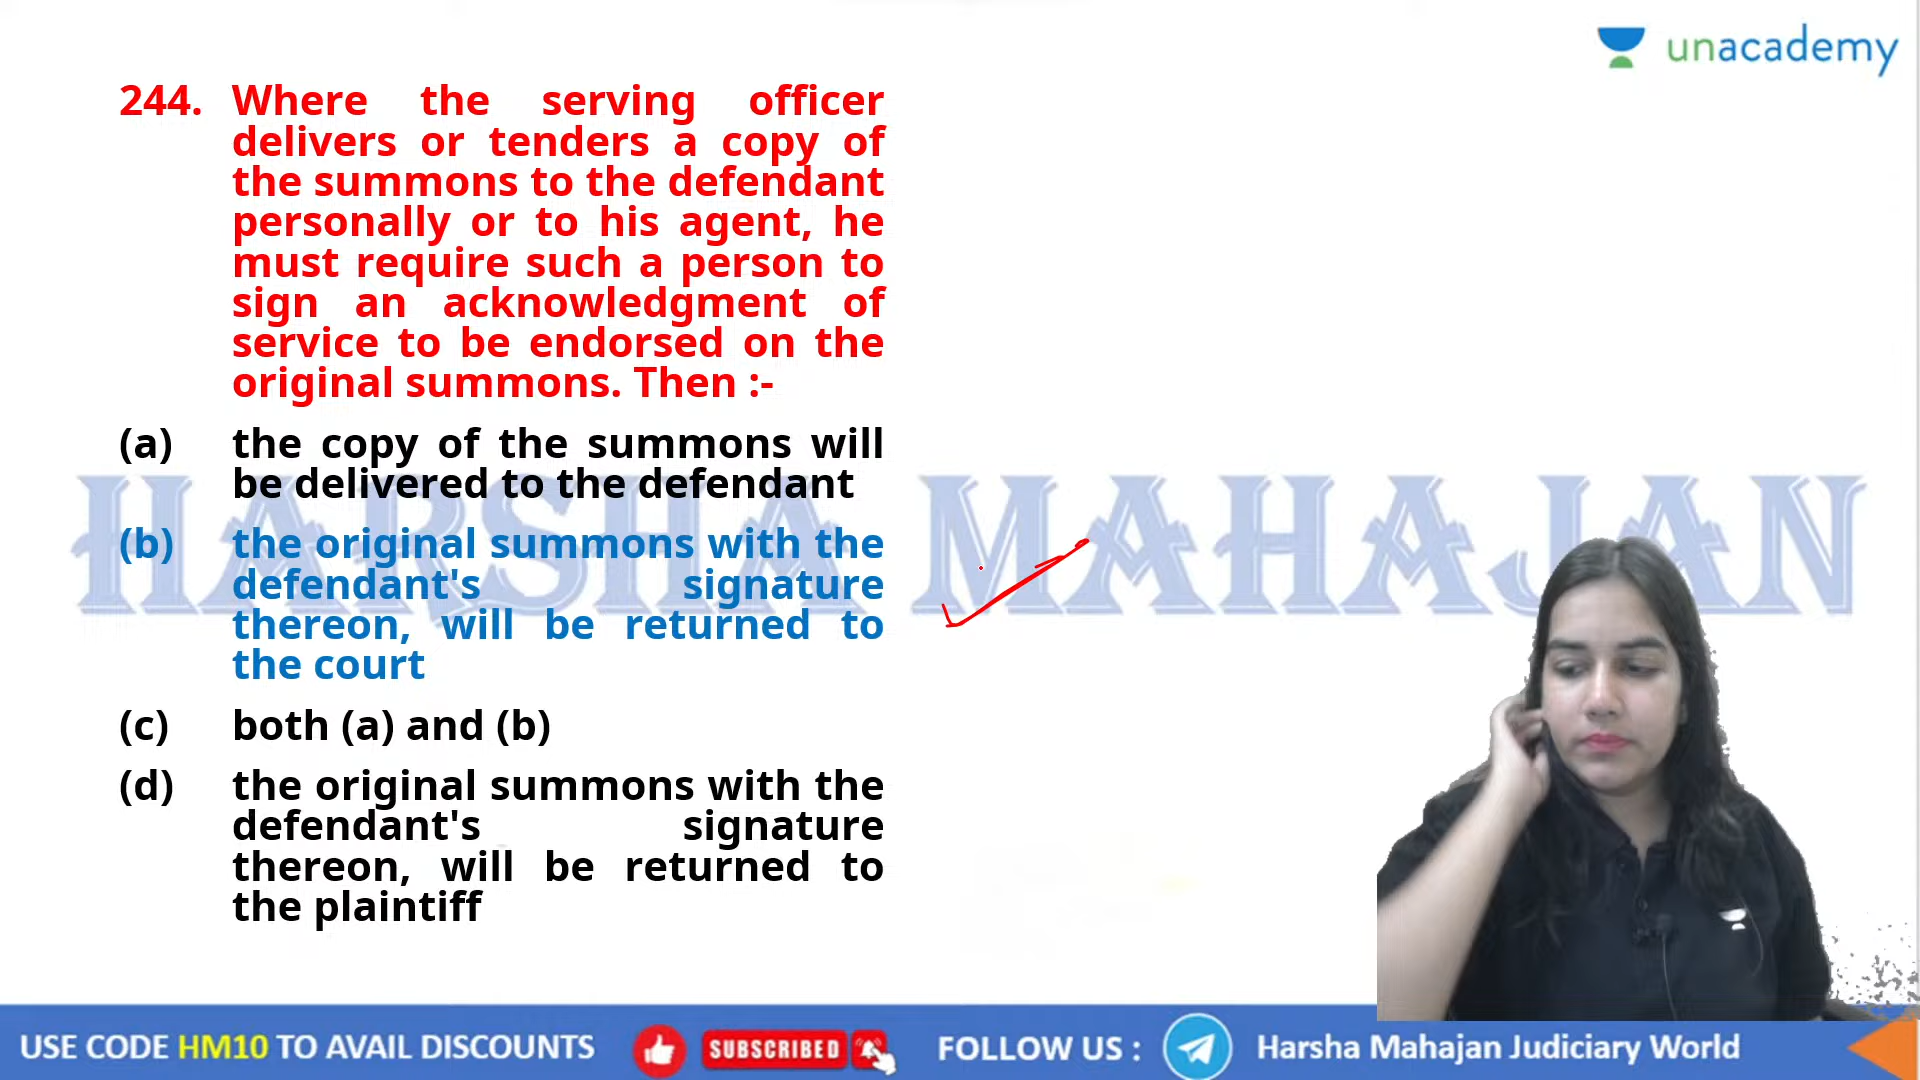 unacademy
244. Where the serving officer
delivers or tenders a copy of
the summons to the defendant
personally or to his agent, he
must require such a person to
sign an acknowledgment of
service to be endorsed on the
original summons. Then :-
(a) the copy of the summons will
be delivered to the defendant
HARSHA MAHAJAN
(b) the original summons with the
defendant's signature
thereon, will be returned to
the court
(c) both (a) and (b)
(d) the original summons with the
defendant's signature
thereon, will be returned to
the plaintiff
USE CODE HM10 TO AVAIL DISCOUNTS SUBSCRIBED FOLLOW US : Harsha Mahajan Judiciary World